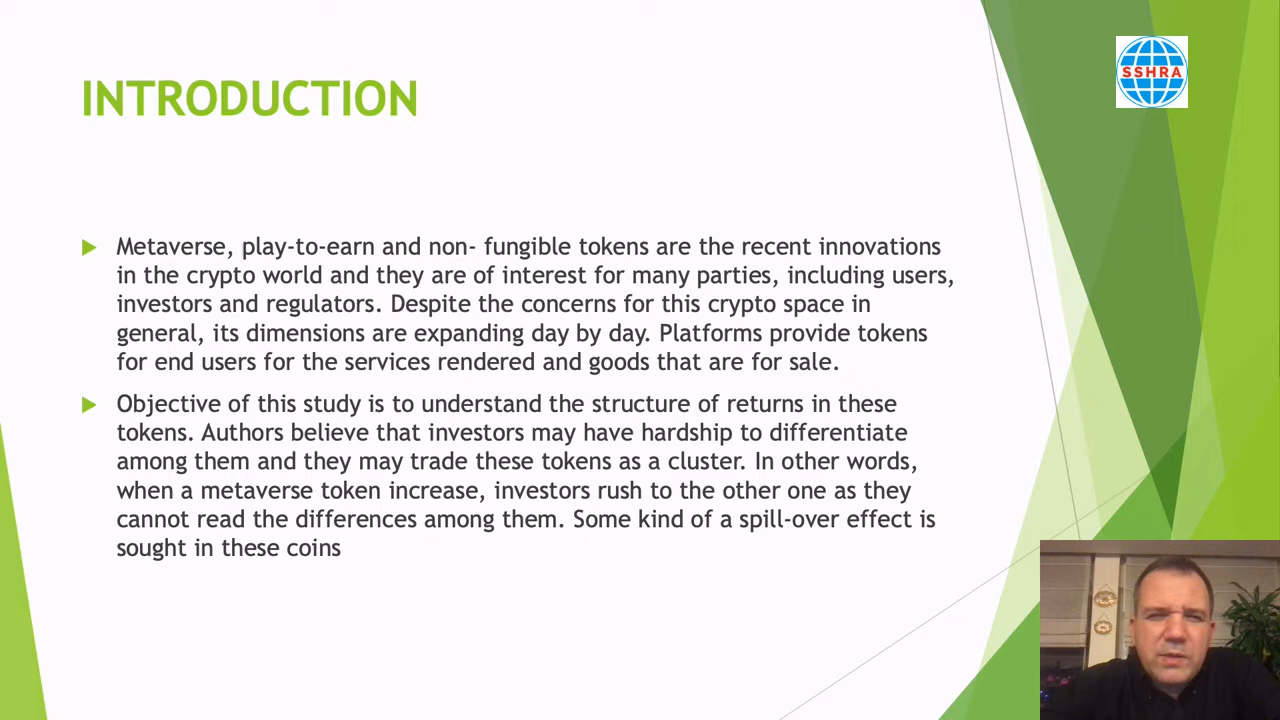 SSHRA
INTRODUCTION
Metaverse, play-to-earn and non- fungible tokens are the recent innovations
in the crypto world and they are of interest for many parties, including users,
investors and regulators. Despite the concerns for this crypto space in
general, its dimensions are expanding day by day. Platforms provide tokens
for end users for the services rendered and goods that are for sale.
Objective of this study is to understand the structure of returns in these
tokens. Authors believe that investors may have hardship to differentiate
among them and they may trade these tokens as a cluster. In other words,
when a metaverse token increase, investors rush to the other one as they
cannot read the differences among them. Some kind of a spill-over effect is
sought in these coins